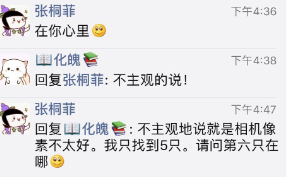 张桐菲 下午4:36
在你心里😶
📖化魄📚 下午4:38
回复张桐菲: 不主观的说！
张桐菲 下午4:47
回复📖化魄📚: 不主观地说就是相机像
素不太好。我只找到5只。请问第六只在
哪😶